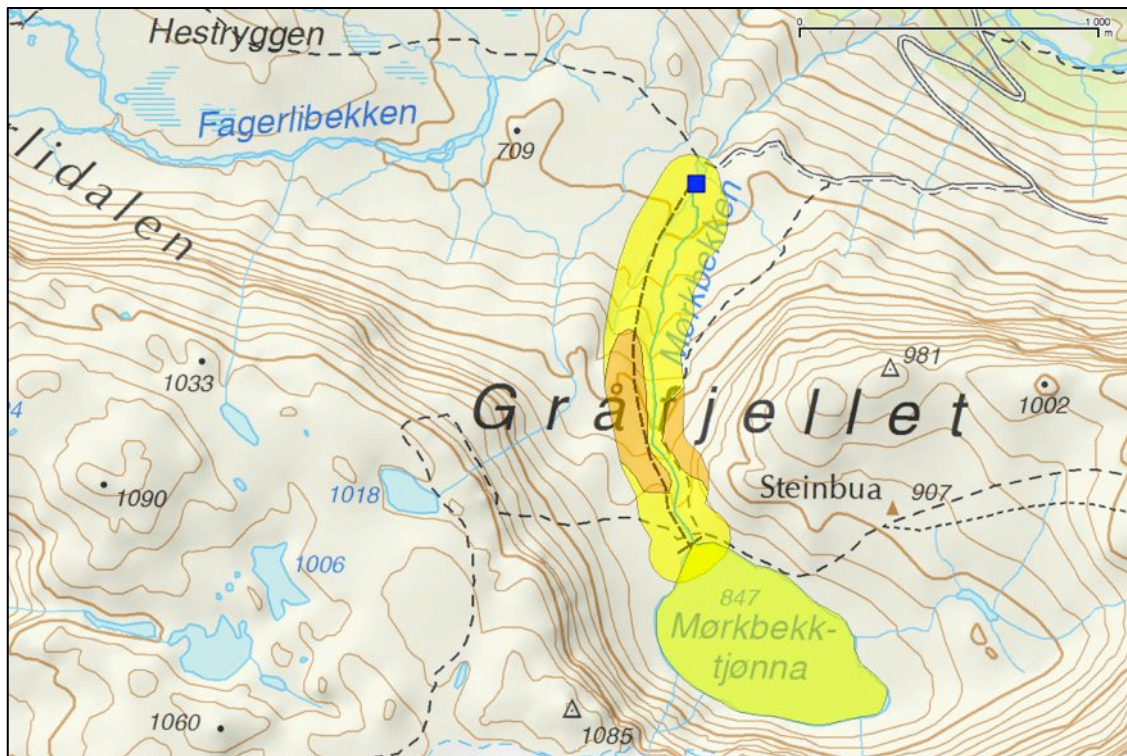 Hestryggen
0
1 000
m
Fagerlibekken
709
rlidalen
Mørkbekken
1033
981
Gråfjellet
1002
1090
1018
Steinbua
907
1006
847
Mørkbekk-
tjønna
1060
1085